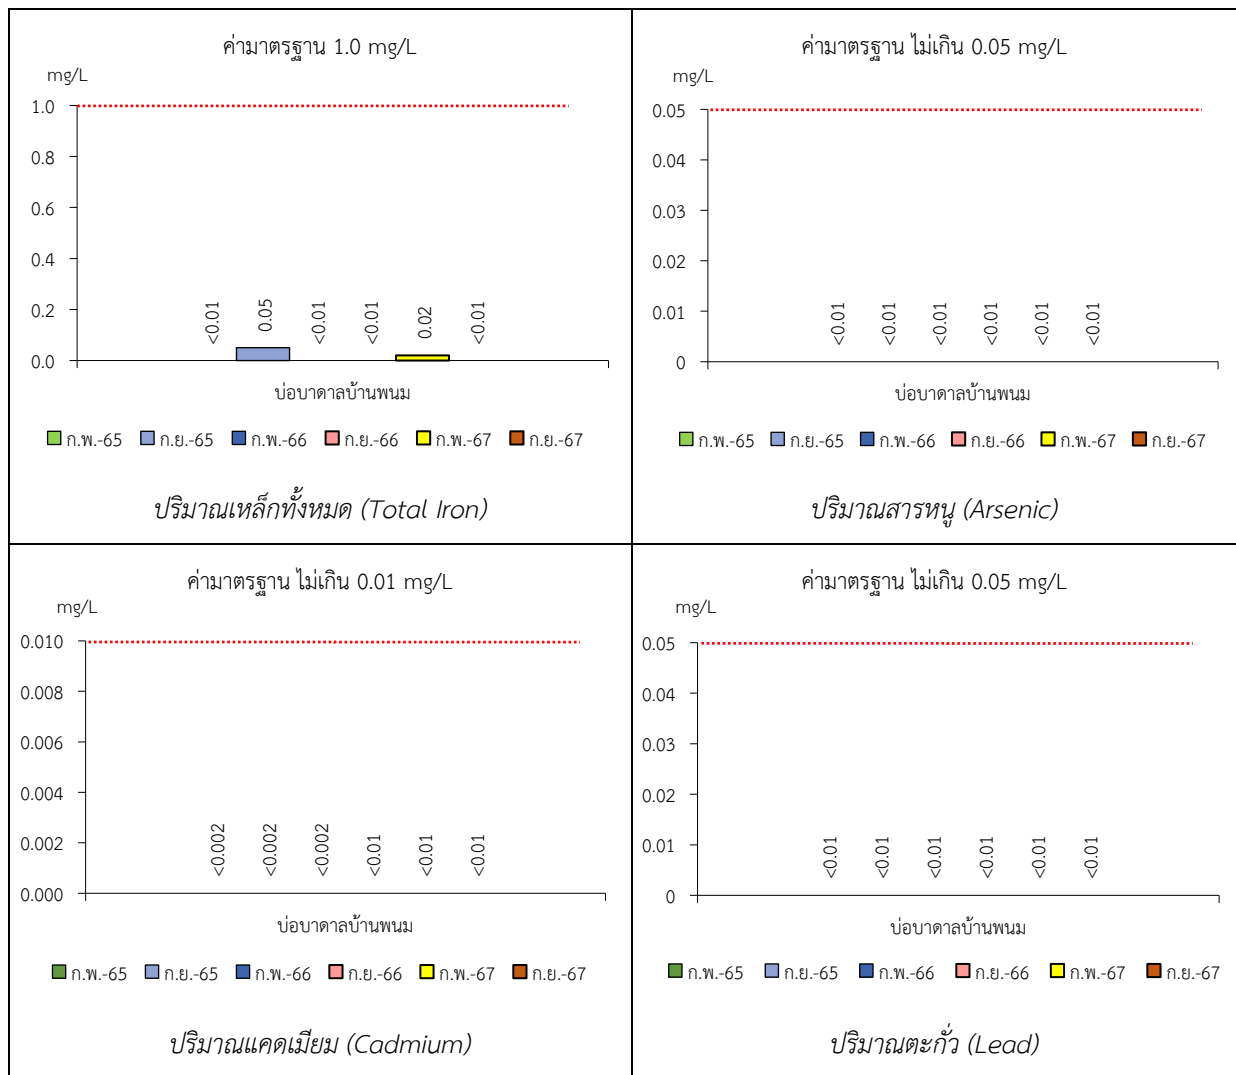 ค่ามาตรฐาน 1.0 mg/L
mg/L
1.0
0.8
0.6
0.4
0.2
0.0
<0.01
0.05
<0.01
<0.01
0.02
<0.01
บ่อบาดาลบ้านพนม
ก.พ.-65 ก.ย.-65 ก.พ.-66 ก.ย.-66 ก.พ.-67 ก.ย.-67
ปริมาณเหล็กทั้งหมด (Total Iron)
ค่ามาตรฐาน ไม่เกิน 0.05 mg/L
mg/L
0.05
0.04
0.03
0.02
0.01
0
<0.01
<0.01
<0.01
<0.01
<0.01
<0.01
บ่อบาดาลบ้านพนม
ก.พ.-65 ก.ย.-65 ก.พ.-66 ก.ย.-66 ก.พ.-67 ก.ย.-67
ปริมาณสารหนู (Arsenic)
ค่ามาตรฐาน ไม่เกิน 0.01 mg/L
mg/L
0.010
0.008
0.006
0.004
0.002
0.000
<0.002
<0.002
<0.002
<0.01
<0.01
<0.01
บ่อบาดาลบ้านพนม
ก.พ.-65 ก.ย.-65 ก.พ.-66 ก.ย.-66 ก.พ.-67 ก.ย.-67
ปริมาณแคดเมียม (Cadmium)
ค่ามาตรฐาน ไม่เกิน 0.05 mg/L
mg/L
0.05
0.04
0.03
0.02
0.01
0
<0.01
<0.01
<0.01
<0.01
<0.01
<0.01
บ่อบาดาลบ้านพนม
ก.พ.-65 ก.ย.-65 ก.พ.-66 ก.ย.-66 ก.พ.-67 ก.ย.-67
ปริมาณตะกั่ว (Lead)